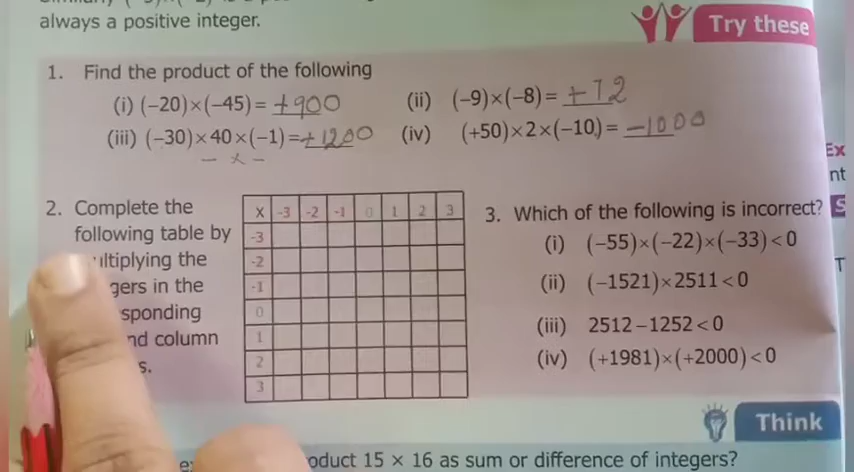 always a positive integer.
Try these
1. Find the product of the following
(i) (−20)×(−45)= +900
(ii) (−9)×(−8)= +72
(iii) (−30)×40×(−1)=+1200
(iv) (+50)×2×(−10)= −1000
− × −
Ex
nt
2. Complete the
following table by
ultiplying the
gers in the
sponding
nd column
s.
X -3 -2 -1 0 1 2 3
-3
-2
-1
0
1
2
3
3. Which of the following is incorrect?
S
(i) (−55)×(−22)×(−33)<0
(ii) (−1521)×2511<0
(iii) 2512−1252<0
(iv) (+1981)×(+2000)<0
T
Think
oduct 15 × 16 as sum or difference of integers?